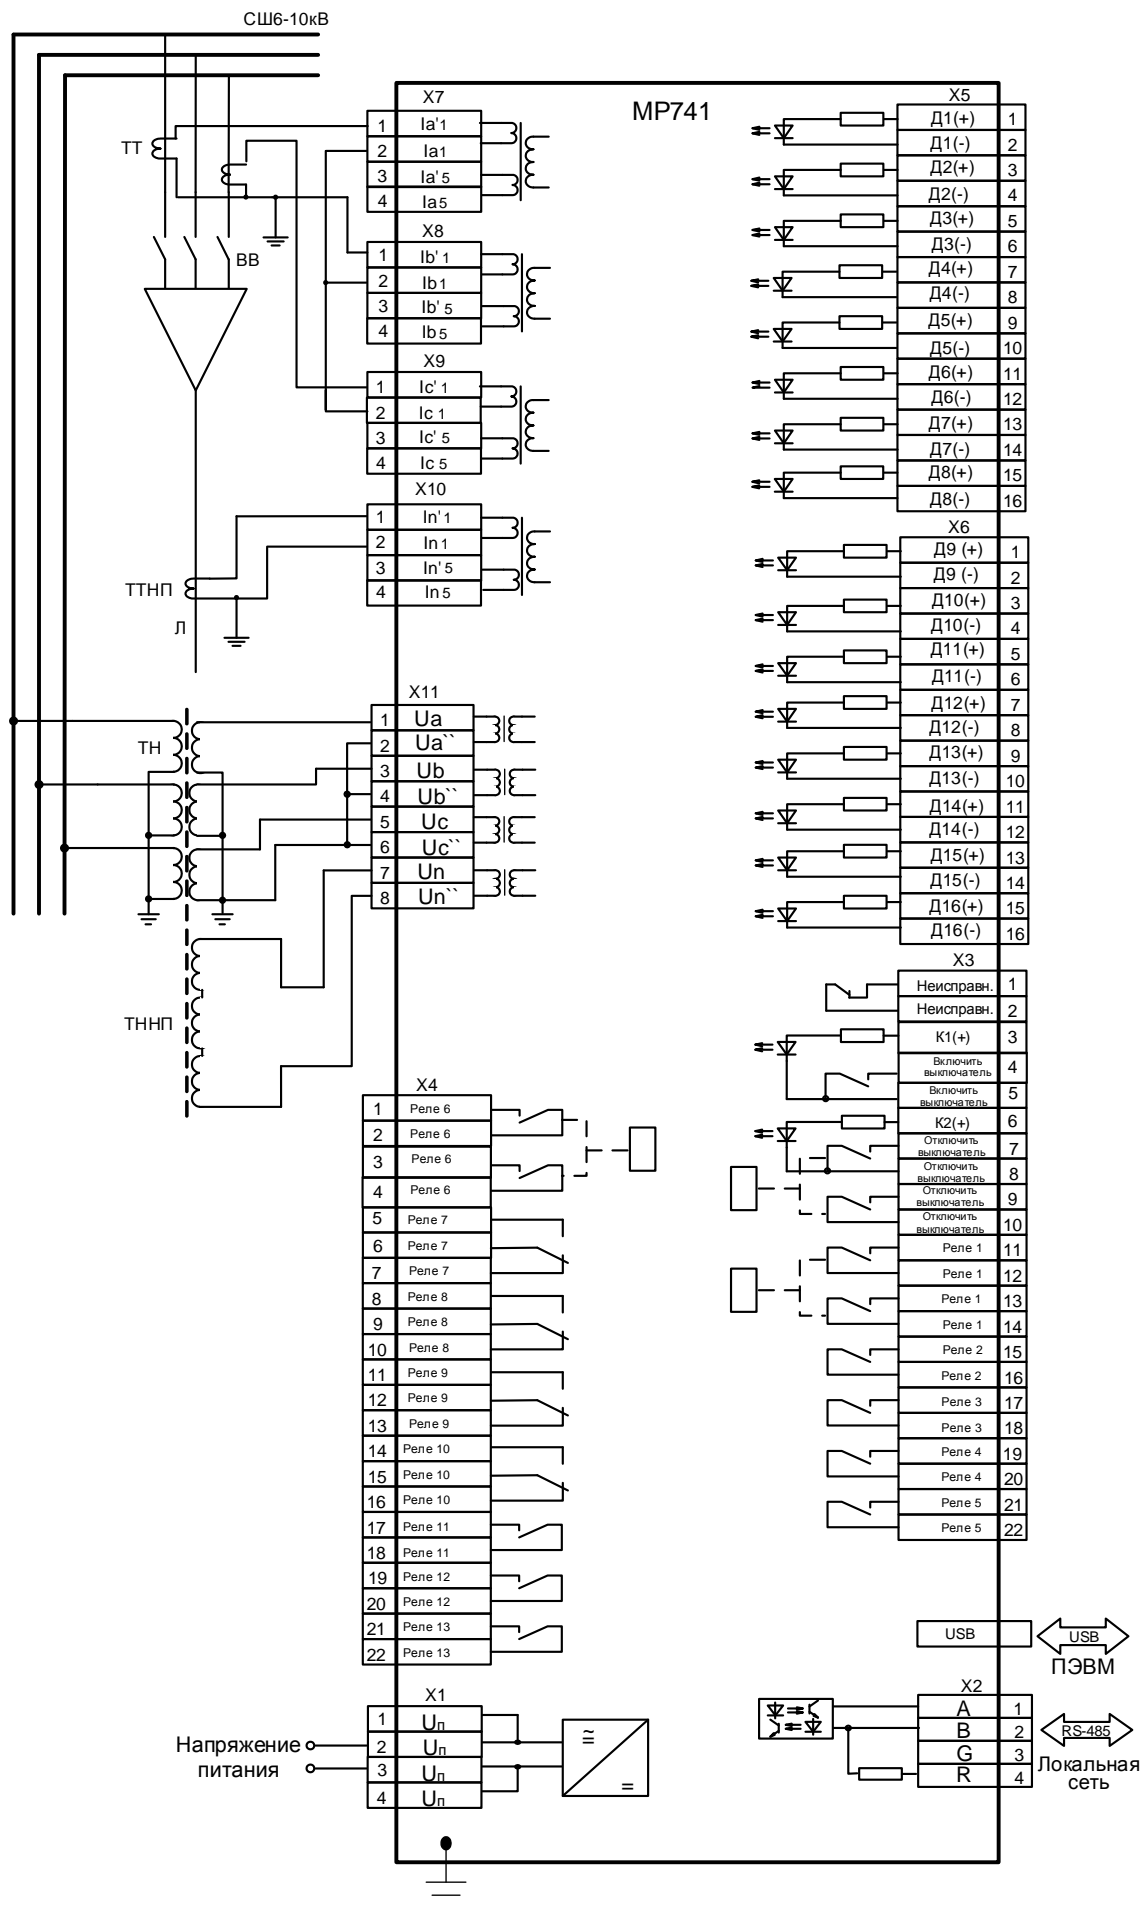 СШ6-10кВ
МР741
ТТ
ВВ
ТТНП
Л
ТН
ТННП
X7
1 Ia'1
2 Ia1
3 Ia'5
4 Ia5
X8
1 Ib'1
2 Ib1
3 Ib'5
4 Ib5
X9
1 Ic'1
2 Ic1
3 Ic'5
4 Ic5
X10
1 In'1
2 In1
3 In'5
4 In5
X11
1 Ua
2 Ua``
3 Ub
4 Ub``
5 Uc
6 Uc``
7 Un
8 Un``
X4
1 Реле 6
2 Реле 6
3 Реле 6
4 Реле 6
5 Реле 7
6 Реле 7
7 Реле 7
8 Реле 8
9 Реле 8
10 Реле 8
11 Реле 9
12 Реле 9
13 Реле 9
14 Реле 10
15 Реле 10
16 Реле 10
17 Реле 11
18 Реле 11
19 Реле 12
20 Реле 12
21 Реле 13
22 Реле 13
X1
1 Uп
2 Uп
3 Uп
4 Uп
Напряжение
питания
≂
=
X5
Д1(+) 1
Д1(-) 2
Д2(+) 3
Д2(-) 4
Д3(+) 5
Д3(-) 6
Д4(+) 7
Д4(-) 8
Д5(+) 9
Д5(-) 10
Д6(+) 11
Д6(-) 12
Д7(+) 13
Д7(-) 14
Д8(+) 15
Д8(-) 16
X6
Д9 (+) 1
Д9 (-) 2
Д10(+) 3
Д10(-) 4
Д11(+) 5
Д11(-) 6
Д12(+) 7
Д12(-) 8
Д13(+) 9
Д13(-) 10
Д14(+) 11
Д14(-) 12
Д15(+) 13
Д15(-) 14
Д16(+) 15
Д16(-) 16
X3
Неисправн. 1
Неисправн. 2
К1(+) 3
Включить
выключатель 4
Включить
выключатель 5
К2(+) 6
Отключить
выключатель 7
Отключить
выключатель 8
Отключить
выключатель 9
Отключить
выключатель 10
Реле 1 11
Реле 1 12
Реле 1 13
Реле 1 14
Реле 2 15
Реле 2 16
Реле 3 17
Реле 3 18
Реле 4 19
Реле 4 20
Реле 5 21
Реле 5 22
USB
USB
ПЭВМ
X2
A 1
B 2
G 3
R 4
RS-485
Локальная
сеть